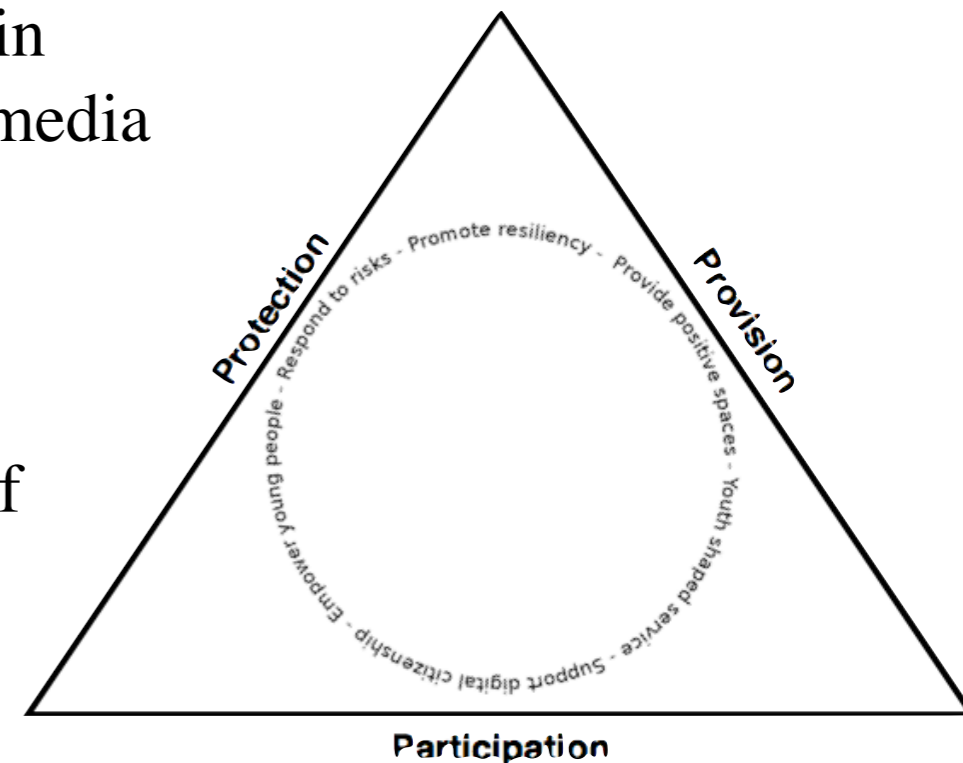 in
media
f
Protection
Provision
Respond to risks - Promote resiliency - Provide positive spaces - Youth shaped service - Support digital citizenship - Empower young people -
Participation